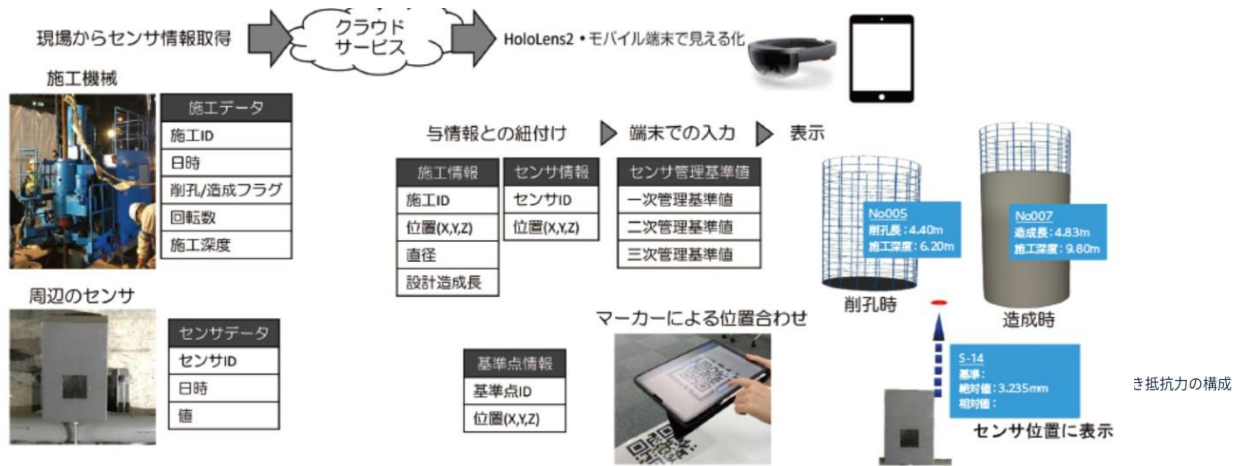 現場からセンサ情報取得
クラウド
サービス
HoloLens2・モバイル端末で見える化
施工機械
施工データ
施工ID
日時
削孔/造成フラグ
回転数
施工深度
周辺のセンサ
センサデータ
センサID
日時
値
与情報との紐付け
端末での入力
表示
施工情報
施工ID
位置(X,Y,Z)
直径
設計造成長
センサ情報
センサID
位置(X,Y,Z)
センサ管理基準値
一次管理基準値
二次管理基準値
三次管理基準値
基準点情報
基準点ID
位置(X,Y,Z)
マーカーによる位置合わせ
No005
削孔長：4.40m
施工深度：6.20m
削孔時
No007
造成長：4.83m
施工深度：9.80m
造成時
S-14
基準：
絶対値：3.235mm
相対値：
センサ位置に表示
き抵抗力の構成